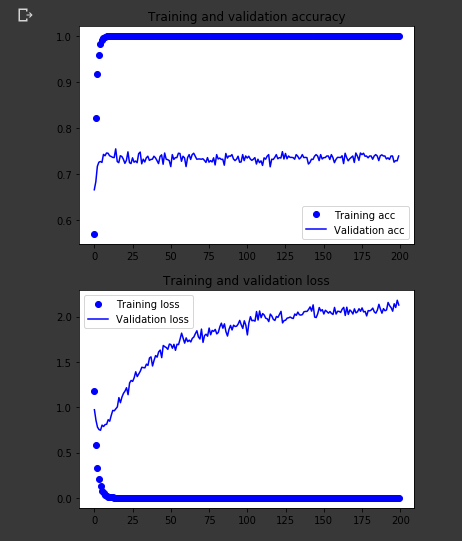 Training and validation accuracy
1.0
0.9
0.8
0.7
0.6
Training acc
Validation acc
0 25 50 75 100 125 150 175 200
Training and validation loss
Training loss
Validation loss
2.0
1.5
1.0
0.5
0.0
0 25 50 75 100 125 150 175 200